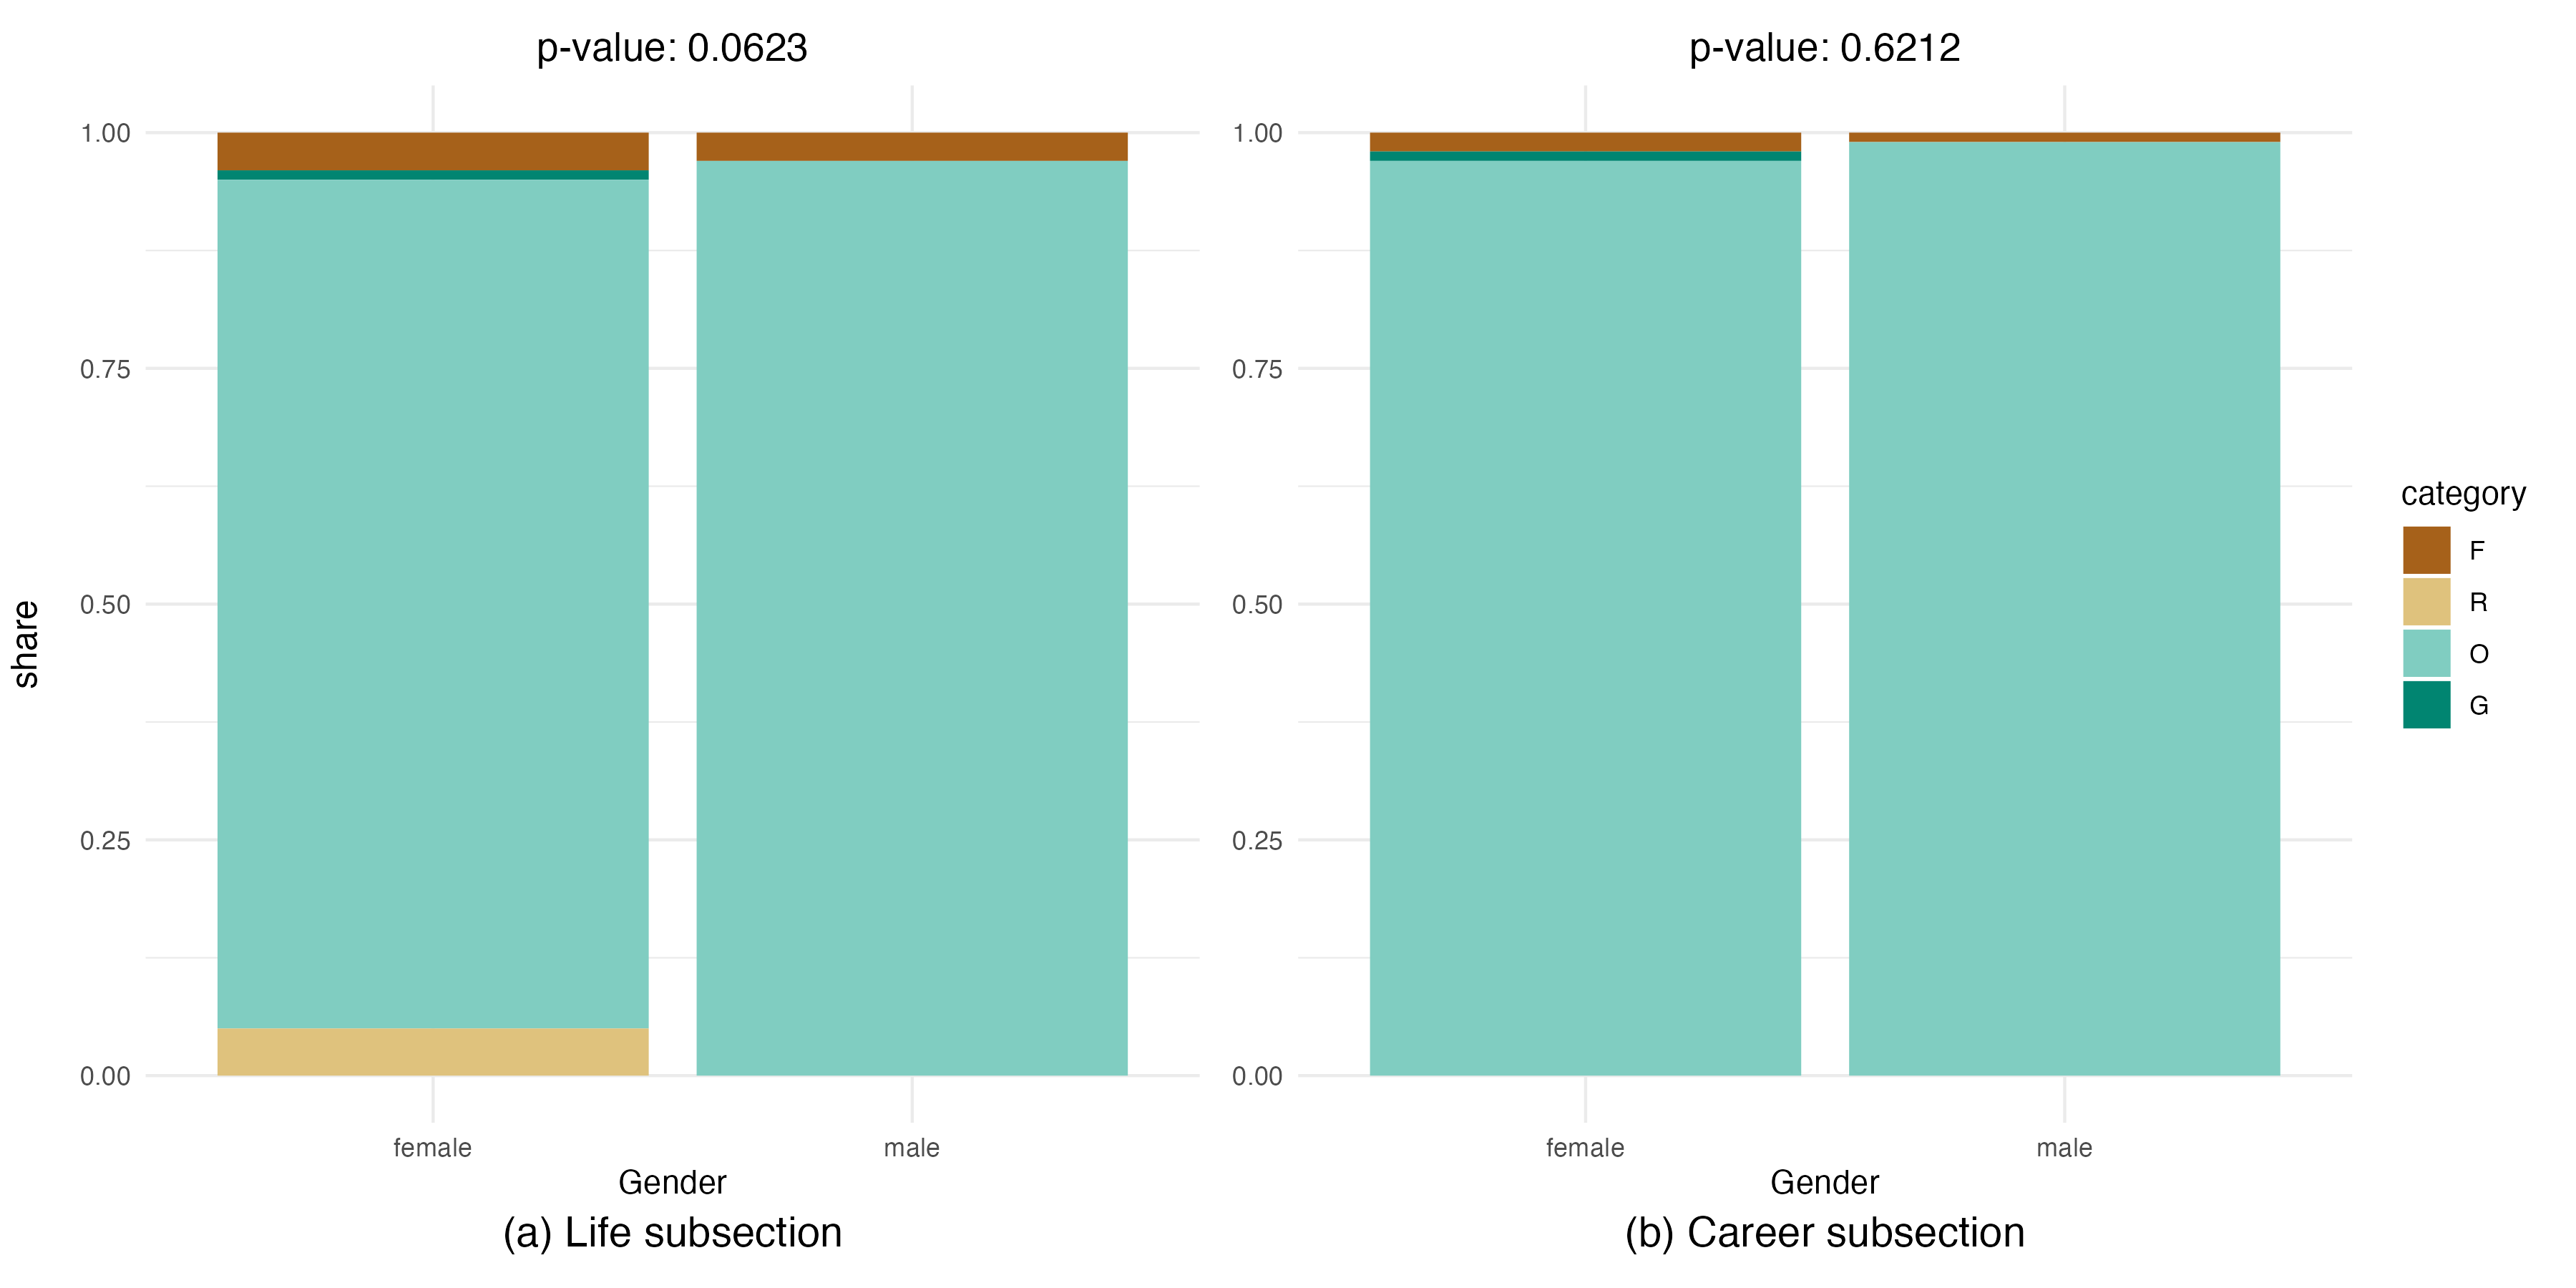 p-value: 0.0623
p-value: 0.6212
share
1.00
0.75
0.50
0.25
0.00
female
male
Gender
(a) Life subsection
1.00
0.75
0.50
0.25
0.00
female
male
Gender
(b) Career subsection
category
F
R
O
G